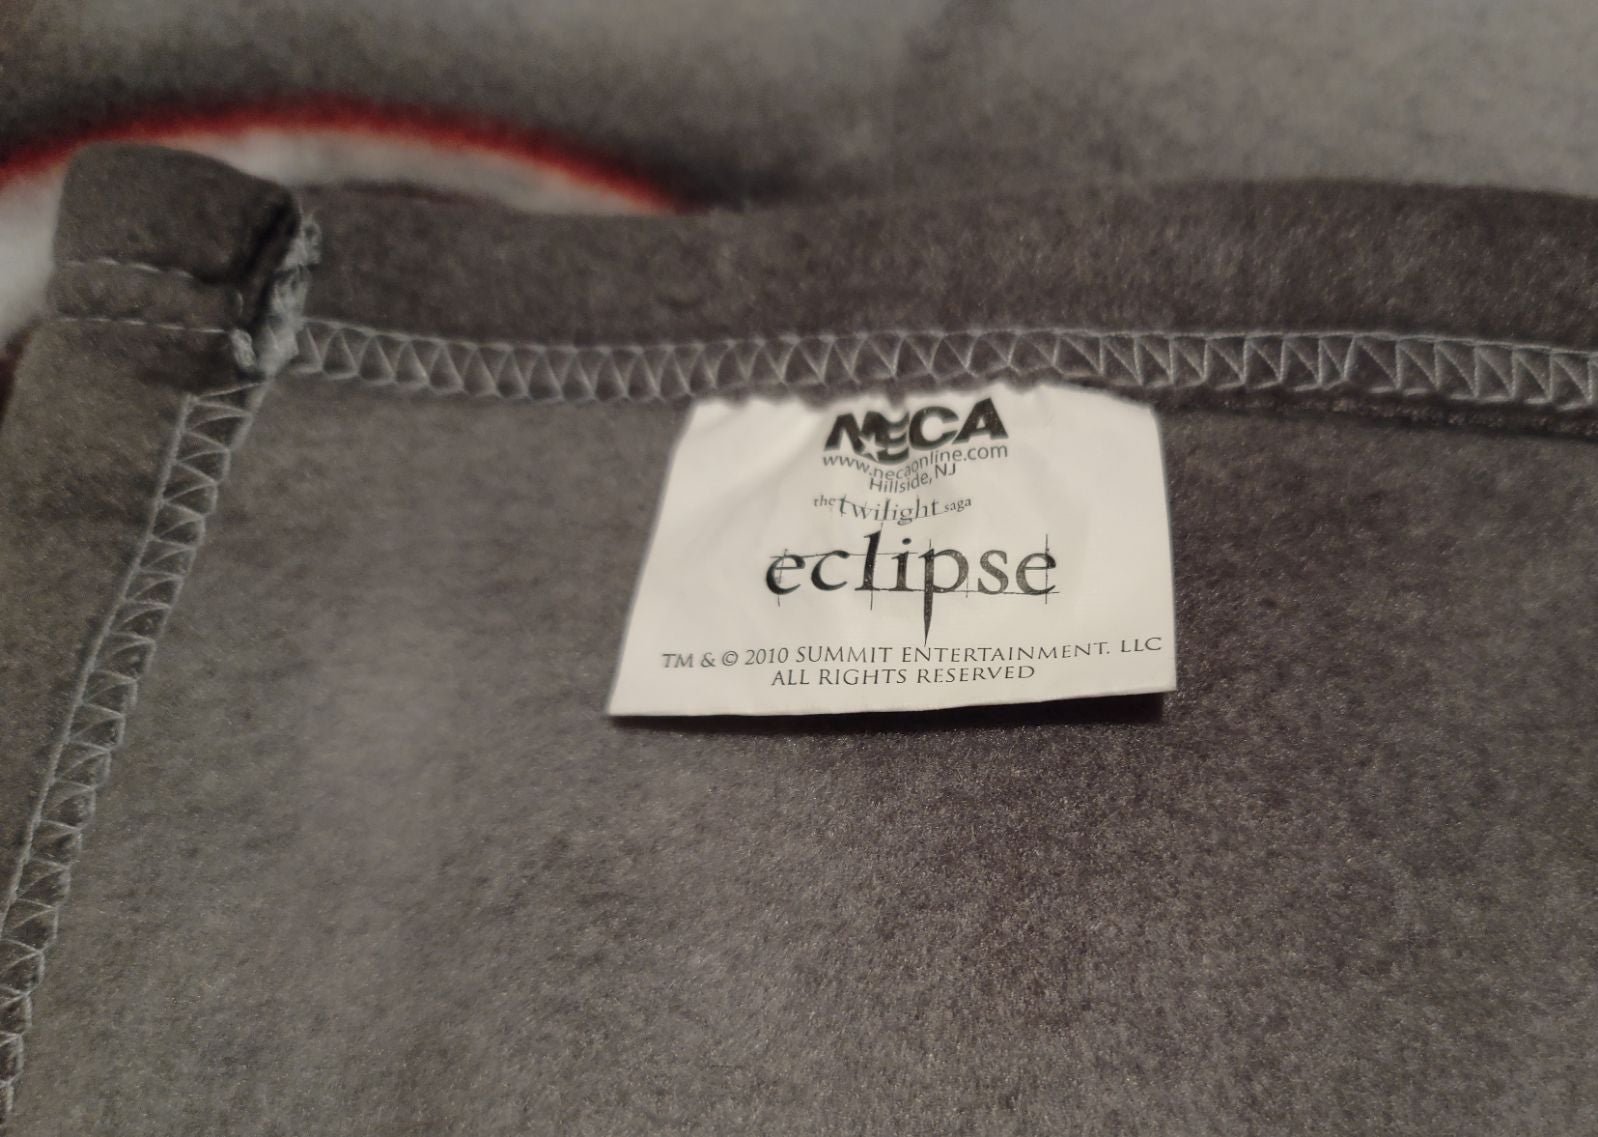 NECA
www.necaonline.com
Hillside, NJ
the twilight saga
eclipse
TM & © 2010 SUMMIT ENTERTAINMENT, LLC
ALL RIGHTS RESERVED